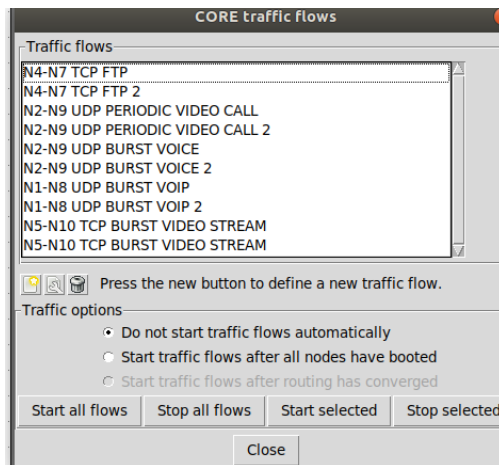 CORE traffic flows
Traffic flows
N4-N7 TCP FTP
N4-N7 TCP FTP 2
N2-N9 UDP PERIODIC VIDEO CALL
N2-N9 UDP PERIODIC VIDEO CALL 2
N2-N9 UDP BURST VOICE
N2-N9 UDP BURST VOICE 2
N1-N8 UDP BURST VOIP
N1-N8 UDP BURST VOIP 2
N5-N10 TCP BURST VIDEO STREAM
N5-N10 TCP BURST VIDEO STREAM
Press the new button to define a new traffic flow.
Traffic options
Do not start traffic flows automatically
Start traffic flows after all nodes have booted
Start traffic flows after routing has converged
Start all flows Stop all flows Start selected Stop selected
Close